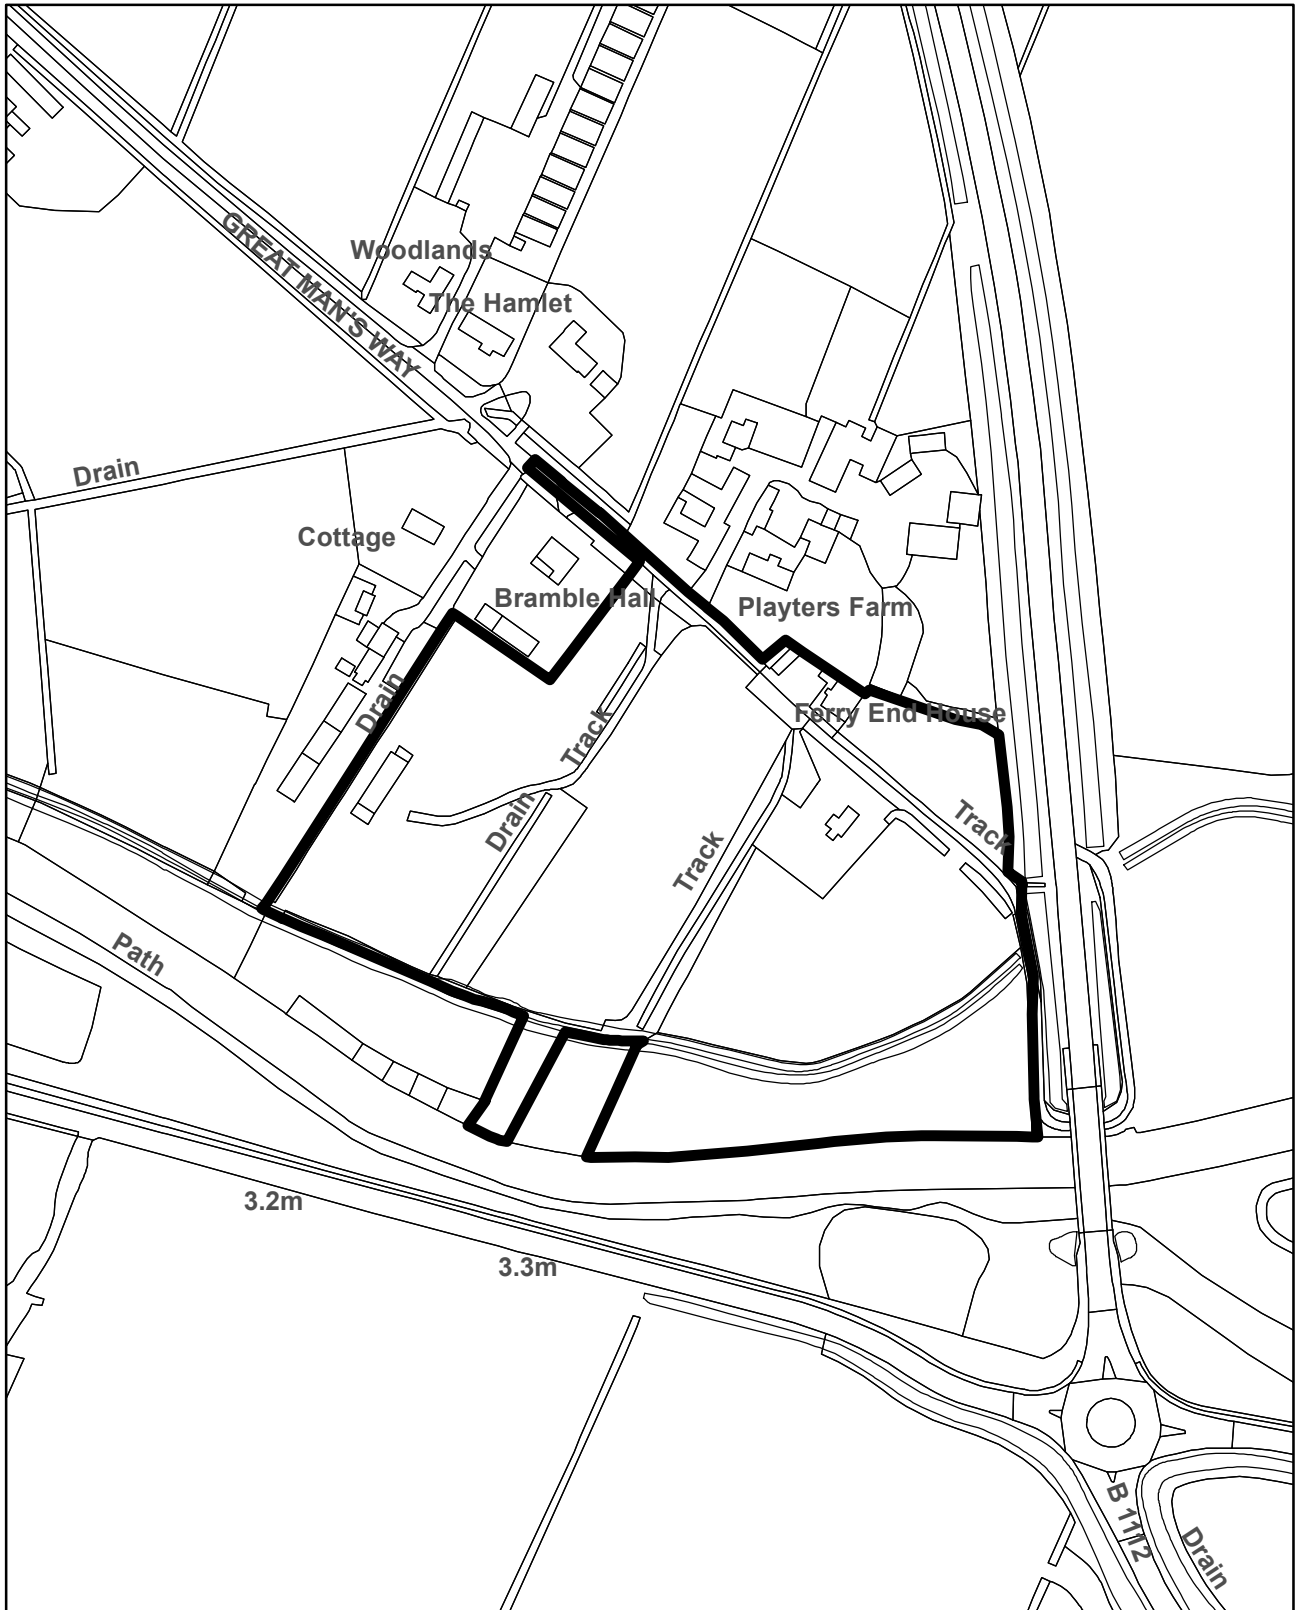 Woodlands
GREAT MAN'S WAY
The Hamlet
Drain
Cottage
Bramble Hall
Playters Farm
Drain
Track
Ferry End House
Drain
Track
Track
Path
3.2m
3.3m
B 1112
Drain